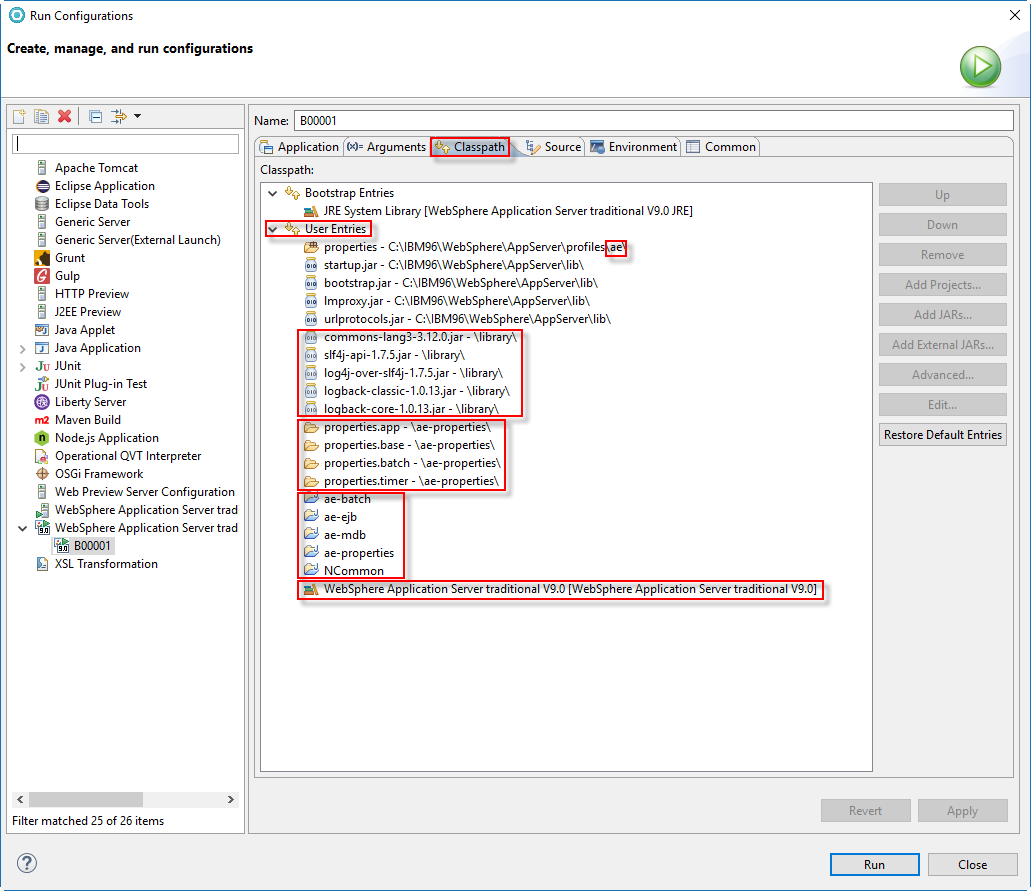 Run Configurations
Create, manage, and run configurations
Name: B00001
Application (x)= Arguments Classpath Source Environment Common
Classpath:
Apache Tomcat
Eclipse Application
Eclipse Data Tools
Generic Server
Generic Server(External Launch)
Grunt
Gulp
HTTP Preview
J2EE Preview
Java Applet
Java Application
JUnit
JUnit Plug-in Test
Liberty Server
Maven Build
Node.js Application
Operational QVT Interpreter
OSGi Framework
Web Preview Server Configuration
WebSphere Application Server trad
WebSphere Application Server trad
B00001
XSL Transformation
Filter matched 25 of 26 items
Bootstrap Entries
JRE System Library [WebSphere Application Server traditional V9.0 JRE]
User Entries
properties - C:\IBM96\WebSphere\AppServer\profiles\ae\
startup.jar - C:\IBM96\WebSphere\AppServer\lib\
bootstrap.jar - C:\IBM96\WebSphere\AppServer\lib\
lmproxy.jar - C:\IBM96\WebSphere\AppServer\lib\
urlprotocols.jar - C:\IBM96\WebSphere\AppServer\lib\
commons-lang3-3.12.0.jar - \library\
slf4j-api-1.7.5.jar - \library\
log4j-over-slf4j-1.7.5.jar - \library\
logback-classic-1.0.13.jar - \library\
logback-core-1.0.13.jar - \library\
properties.app - \ae-properties\
properties.base - \ae-properties\
properties.batch - \ae-properties\
properties.timer - \ae-properties\
ae-batch
ae-ejb
ae-mdb
ae-properties
NCommon
WebSphere Application Server traditional V9.0 [WebSphere Application Server traditional V9.0]
Up
Down
Remove
Add Projects...
Add JARs...
Add External JARs...
Advanced...
Edit...
Restore Default Entries
Revert Apply
Run Close